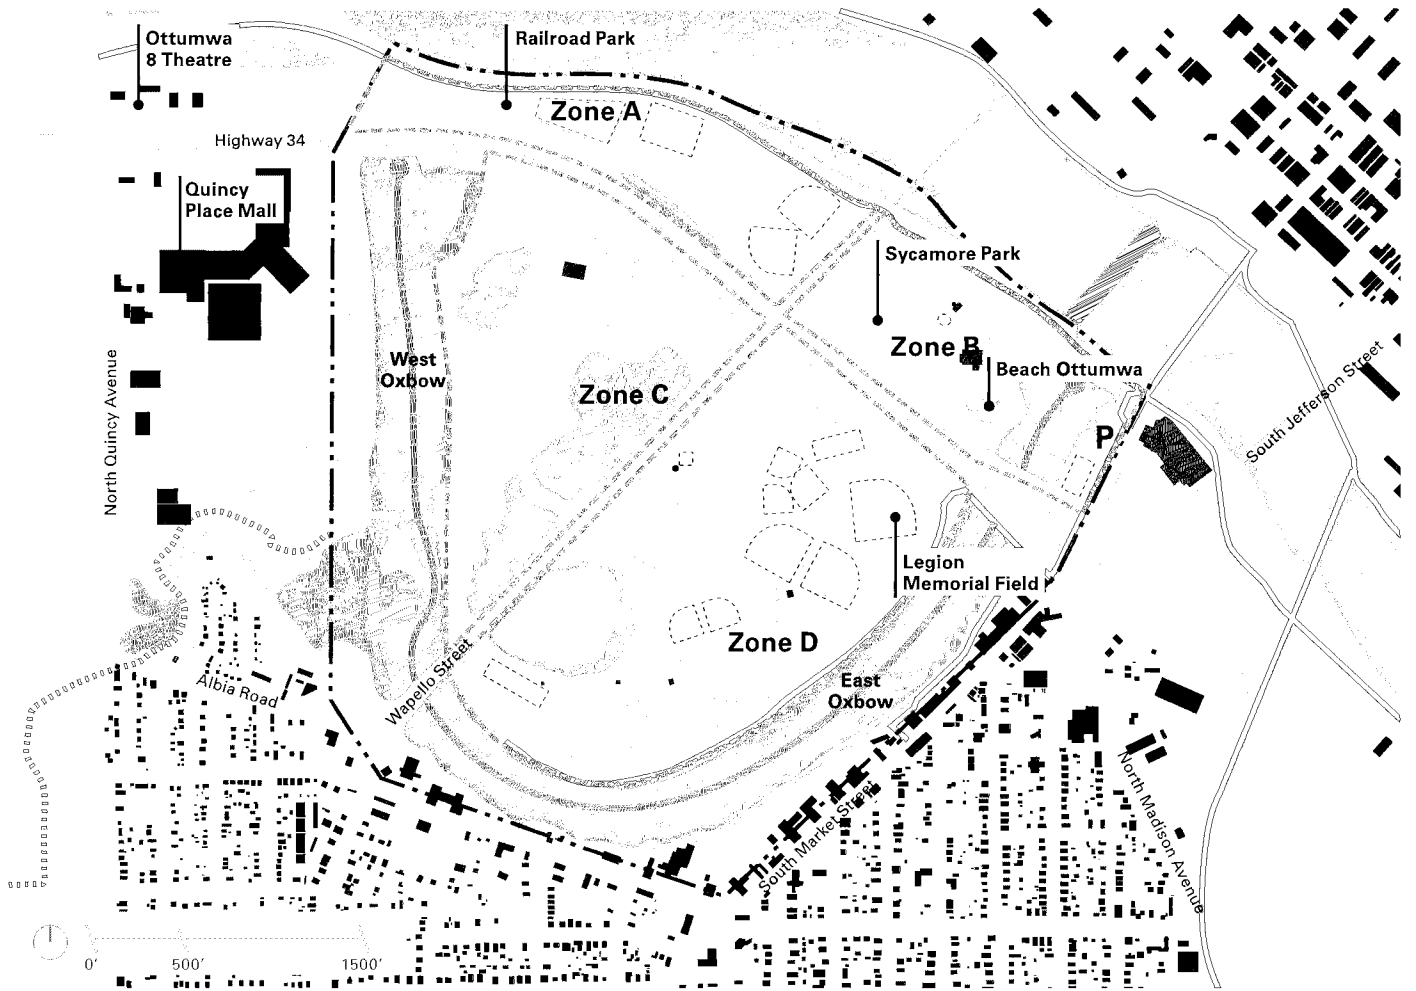 Ottumwa
8 Theatre
Railroad Park
Zone A
Highway 34
Quincy
Place Mall
Sycamore Park
Zone B
Beach Ottumwa
West
Oxbow
Zone C
North Quincy Avenue
South Jefferson Street
P
Legion
Memorial Field
Zone D
Wapello Street
Albia Road
East
Oxbow
South Market Street
North Madison Avenue
0'
500'
1500'